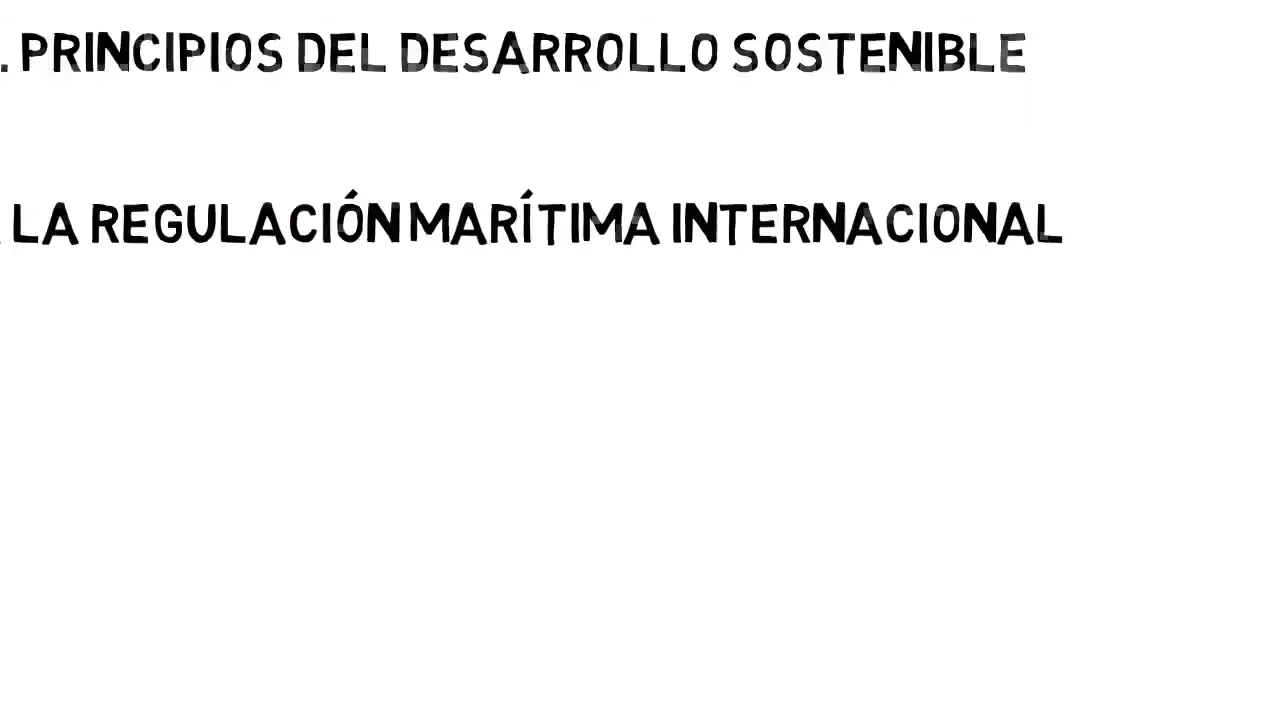 . PRINCIPIOS DEL DESARROLLO SOSTENIBLE
LA REGULACIÓN MARÍTIMA INTERNACIONAL